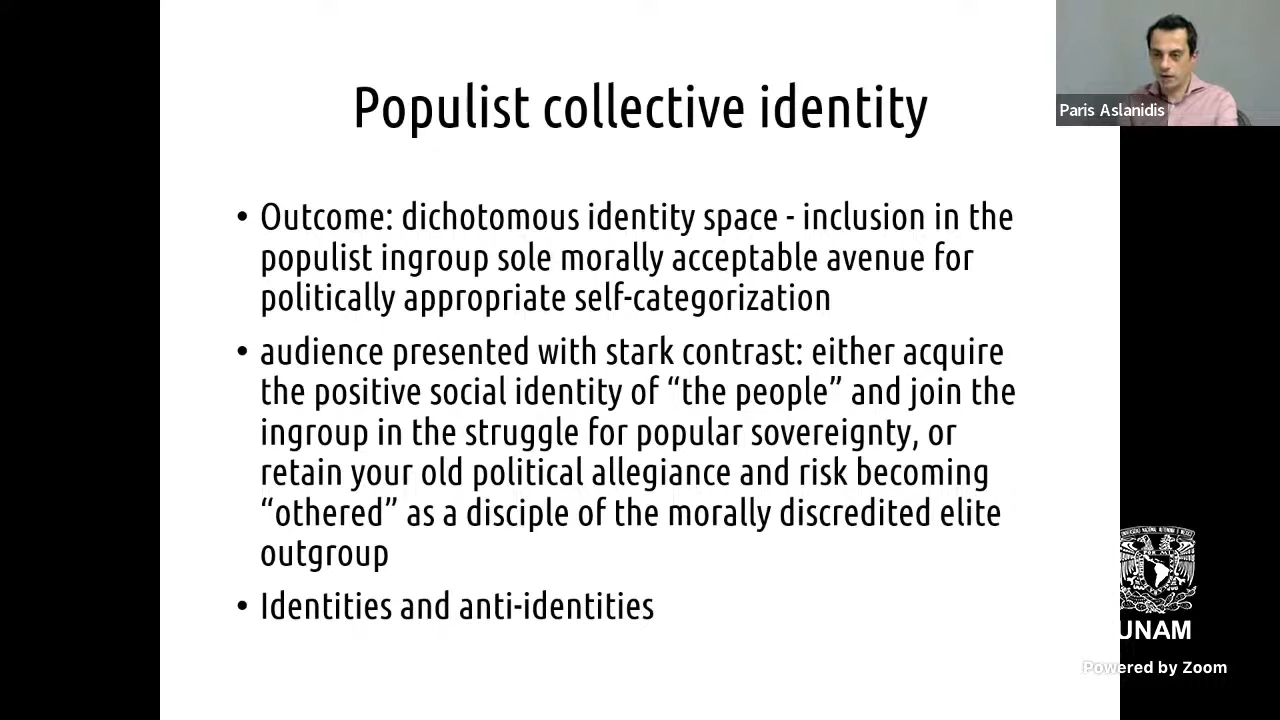 Populist collective identity
Paris Aslanidis
• Outcome: dichotomous identity space - inclusion in the
populist ingroup sole morally acceptable avenue for
politically appropriate self-categorization
• audience presented with stark contrast: either acquire
the positive social identity of “the people” and join the
ingroup in the struggle for popular sovereignty, or
retain your old political allegiance and risk becoming
“othered” as a disciple of the morally discredited elite
outgroup
• Identities and anti-identities
UNAM
Powered by Zoom